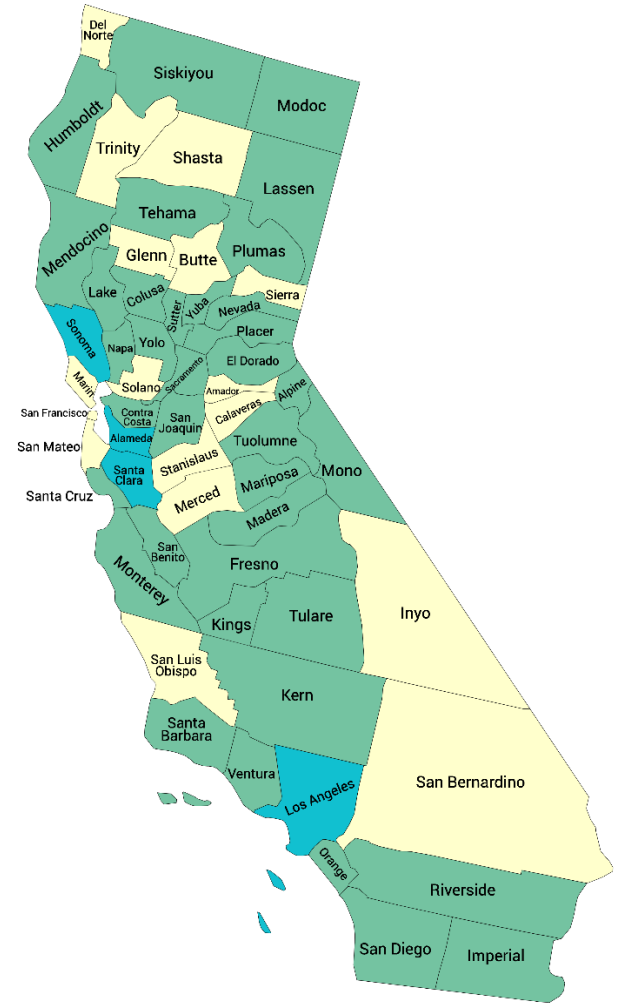 Del
Norte
Siskiyou
Modoc
Humboldt
Trinity
Shasta
Lassen
Tehama
Mendocino
Glenn
Butte
Plumas
Lake
Colusa
Sutter
Yuba
Sierra
Nevada
Sonoma
Napa
Yolo
Placer
Sacramento
El Dorado
Marin
Solano
Amador
Alpine
San Francisco
Contra
Costa
San
Joaquin
Calaveras
San Mateo
Alameda
Tuolumne
Santa
Clara
Stanislaus
Mono
Santa Cruz
Merced
Mariposa
Madera
San
Benito
Fresno
Monterey
Kings
Tulare
Inyo
San Luis
Obispo
Kern
Santa
Barbara
Ventura
Los Angeles
San Bernardino
Orange
Riverside
San Diego
Imperial